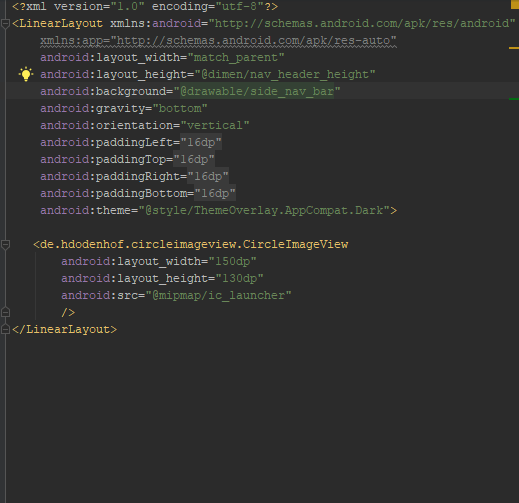 <?xml version="1.0" encoding="utf-8"?>
<LinearLayout xmlns:android="http://schemas.android.com/apk/res/android"
    xmlns:app="http://schemas.android.com/apk/res-auto"
    android:layout_width="match_parent"
    android:layout_height="@dimen/nav_header_height"
    android:background="@drawable/side_nav_bar"
    android:gravity="bottom"
    android:orientation="vertical"
    android:paddingLeft="16dp"
    android:paddingTop="16dp"
    android:paddingRight="16dp"
    android:paddingBottom="16dp"
    android:theme="@style/ThemeOverlay.AppCompat.Dark">
   <de.hdodenhof.circleimageview.CircleImageView
       android:layout_width="150dp"
       android:layout_height="130dp"
       android:src="@mipmap/ic_launcher"
       />
</LinearLayout>